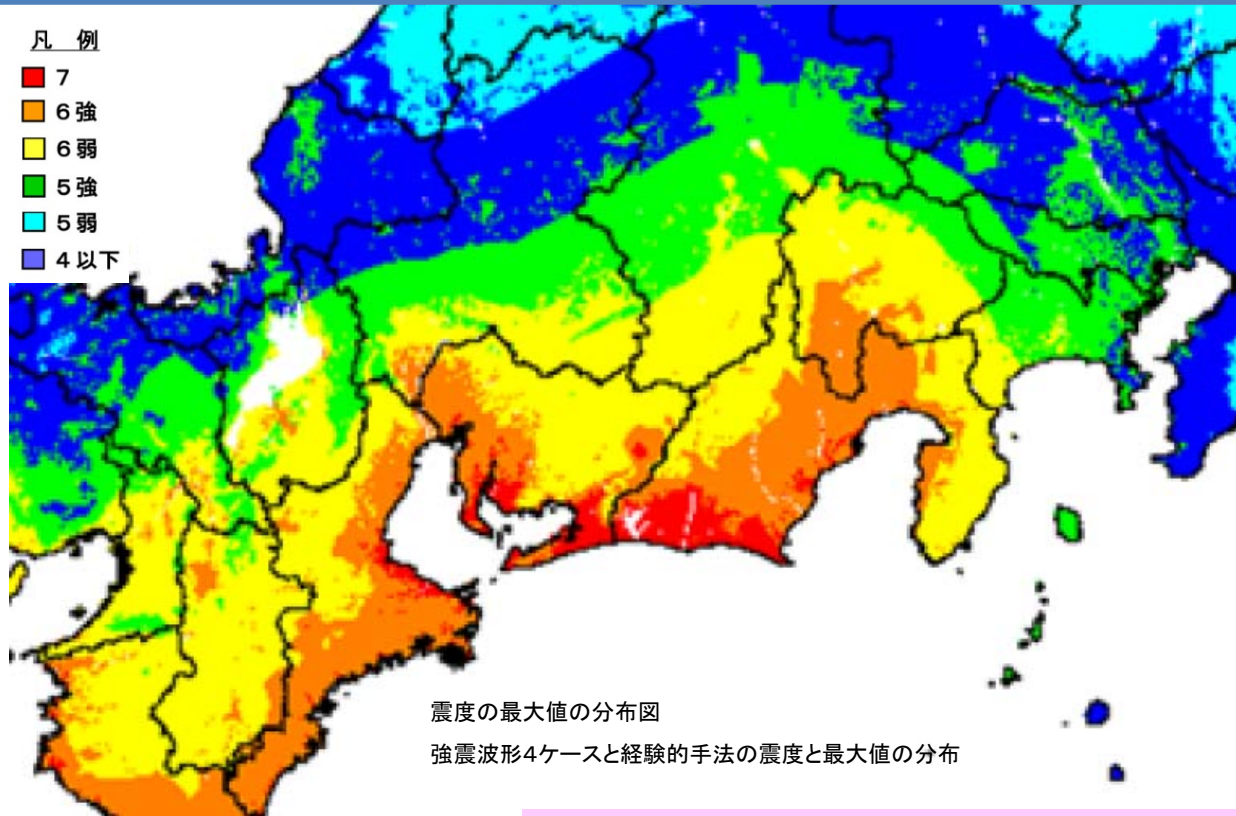 凡　例
7
6強
6弱
5強
5弱
4以下
震度の最大値の分布図
強震波形4ケースと経験的手法の震度と最大値の分布